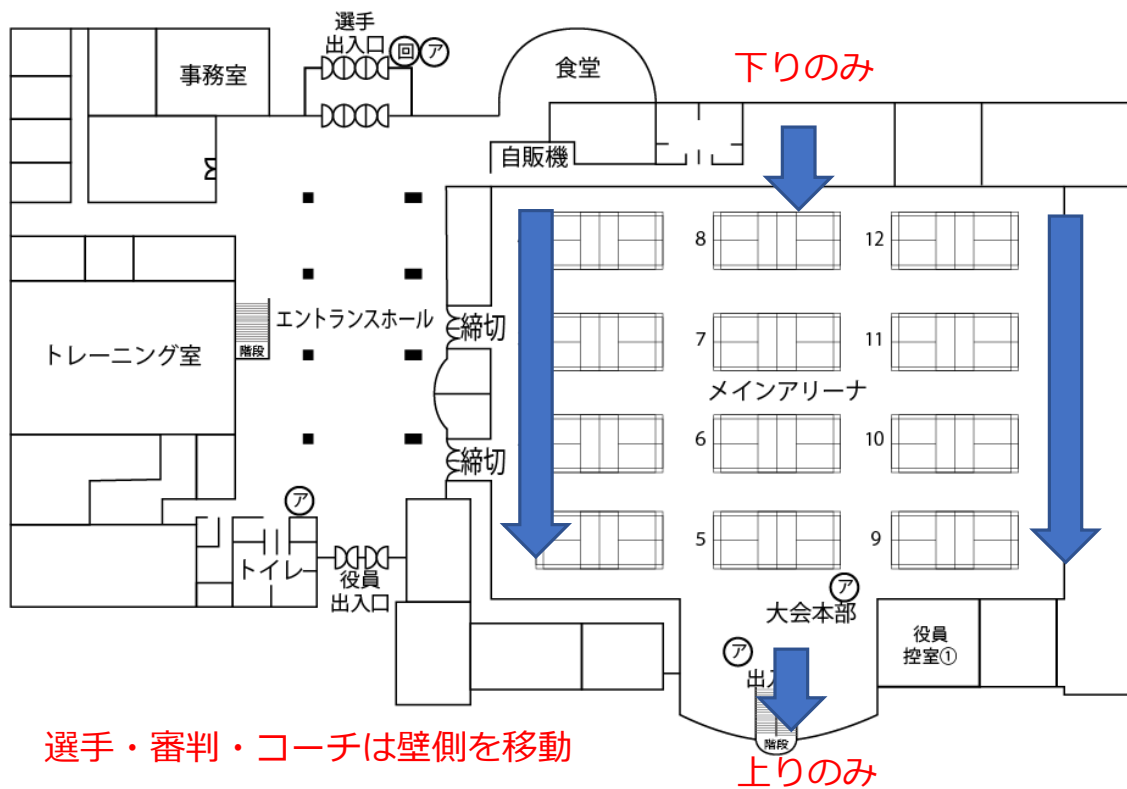 選手
出入口
回 ア
事務室
食堂
下りのみ
自販機
8
12
エントランスホール
締切
7
11
トレーニング室
階段
メインアリーナ
6
10
締切
ア
5
9
トイレ
役員
出入口
ア
大会本部
役員
控室①
ア
出入
階段
選手・審判・コーチは壁側を移動
上りのみ